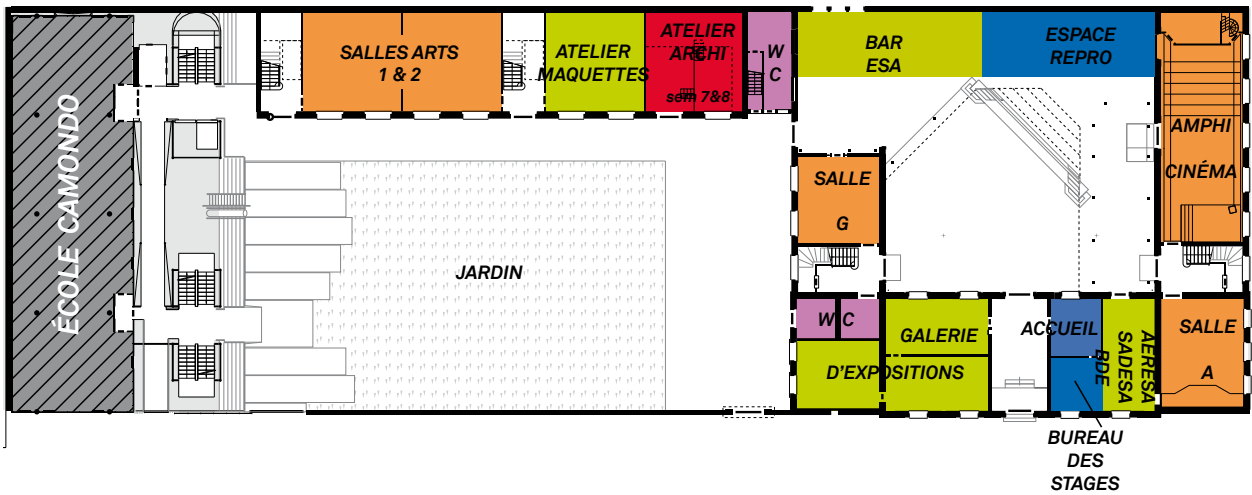 ÉCOLE CAMONDO
SALLES ARTS
1 & 2
ATELIER
MAQUETTES
ATELIER
ARCHI
sem 7&8
W
C
BAR
ESA
ESPACE
REPRO
AMPHI
CINÉMA
SALLE
G
JARDIN
W C
GALERIE
D'EXPOSITIONS
ACCUEIL
BDE
SADESA
AERESA
SALLE
A
BUREAU
DES
STAGES